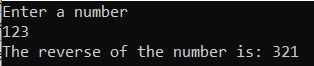 Enter a number
123
The reverse of the number is: 321